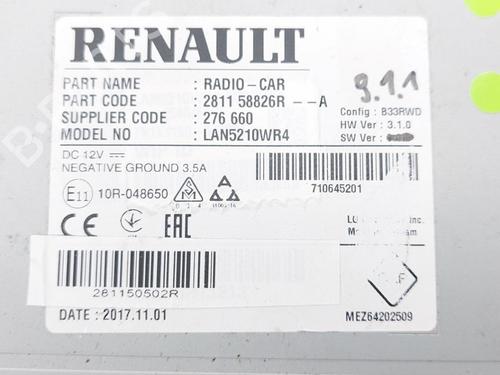 RENAULT
PART NAME : RADIO-CAR
PART CODE : 2811 58826R --A
SUPPLIER CODE : 276 660
MODEL NO : LAN5210WR4
9.1.1
Config : B33RWD
HW Ver : 3.1.0
SW Ver :
DC 12V
NEGATIVE GROUND 3.5A
710645201
E11 10R-048650
CE EAC
281150502R
DATE : 2017.11.01
MEZ64202509